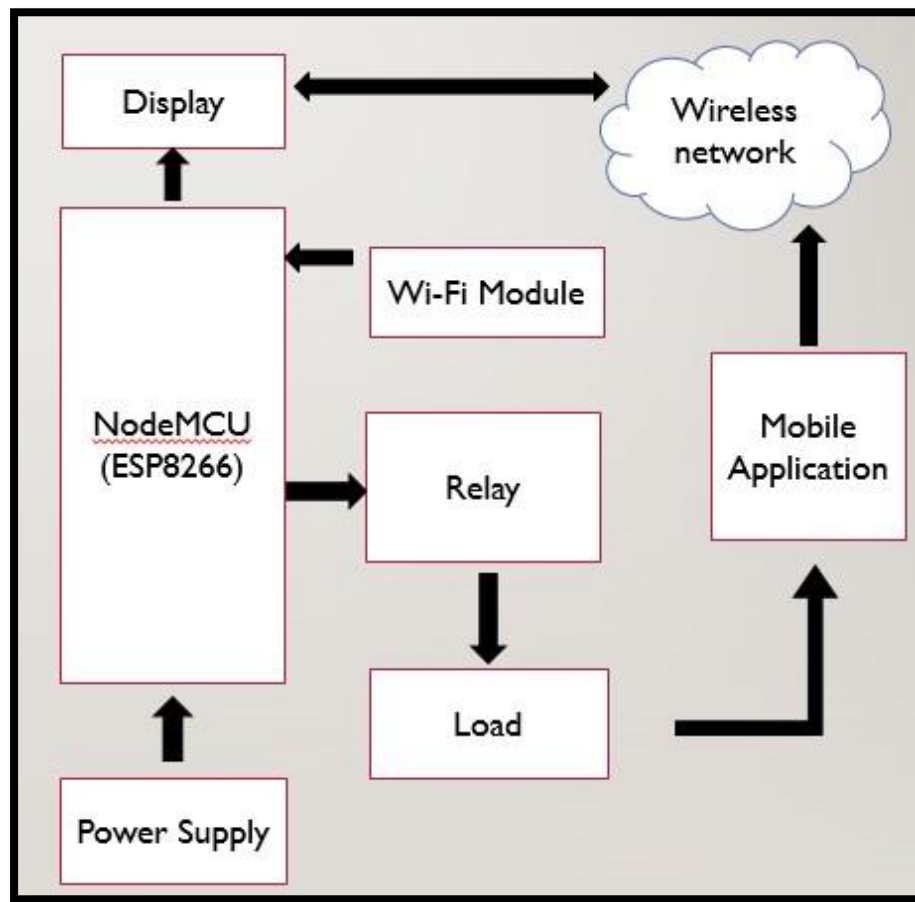 Display
Wireless
network
Wi-Fi Module
NodeMCU
(ESP8266)
Relay
Mobile
Application
Load
Power Supply